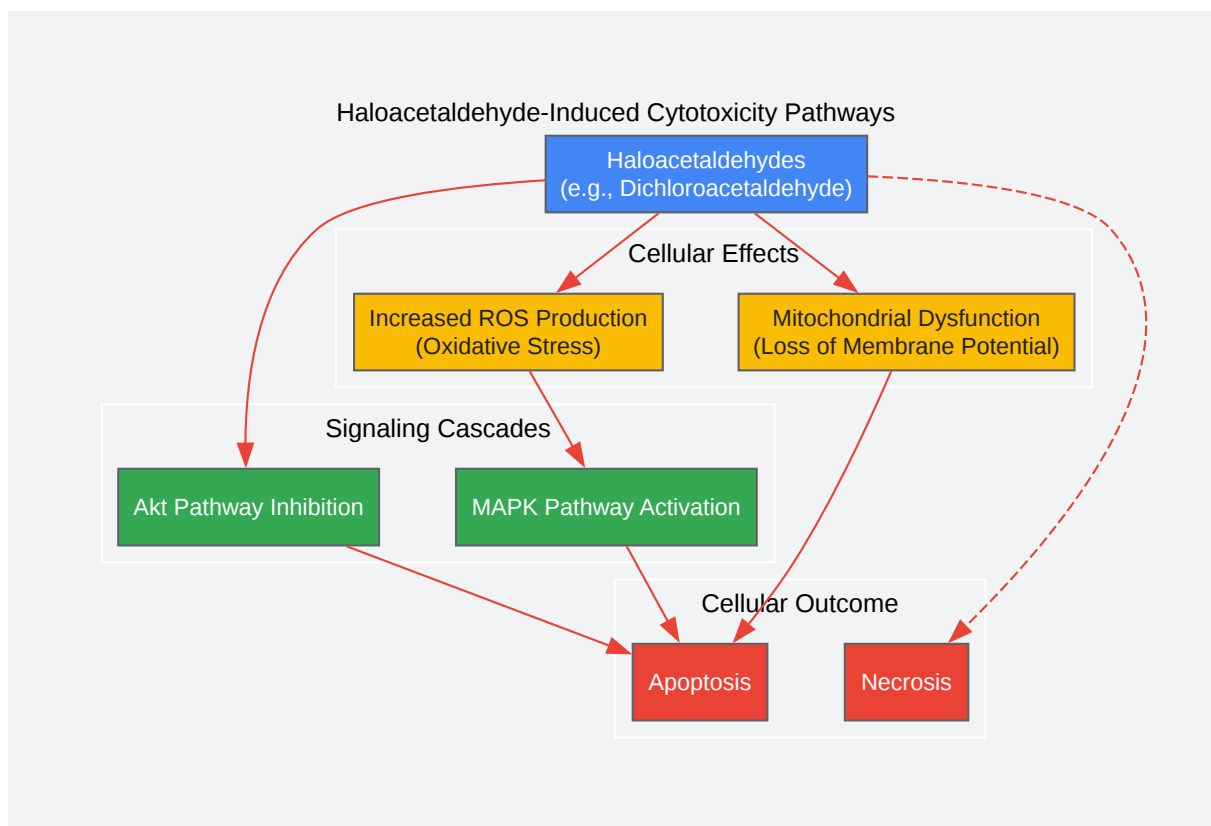 Haloacetaldehyde-Induced Cytotoxicity Pathways
Haloacetaldehydes
(e.g., Dichloroacetaldehyde)
Cellular Effects
Increased ROS Production
(Oxidative Stress)
Mitochondrial Dysfunction
(Loss of Membrane Potential)
Signaling Cascades
Akt Pathway Inhibition
MAPK Pathway Activation
Cellular Outcome
Apoptosis
Necrosis